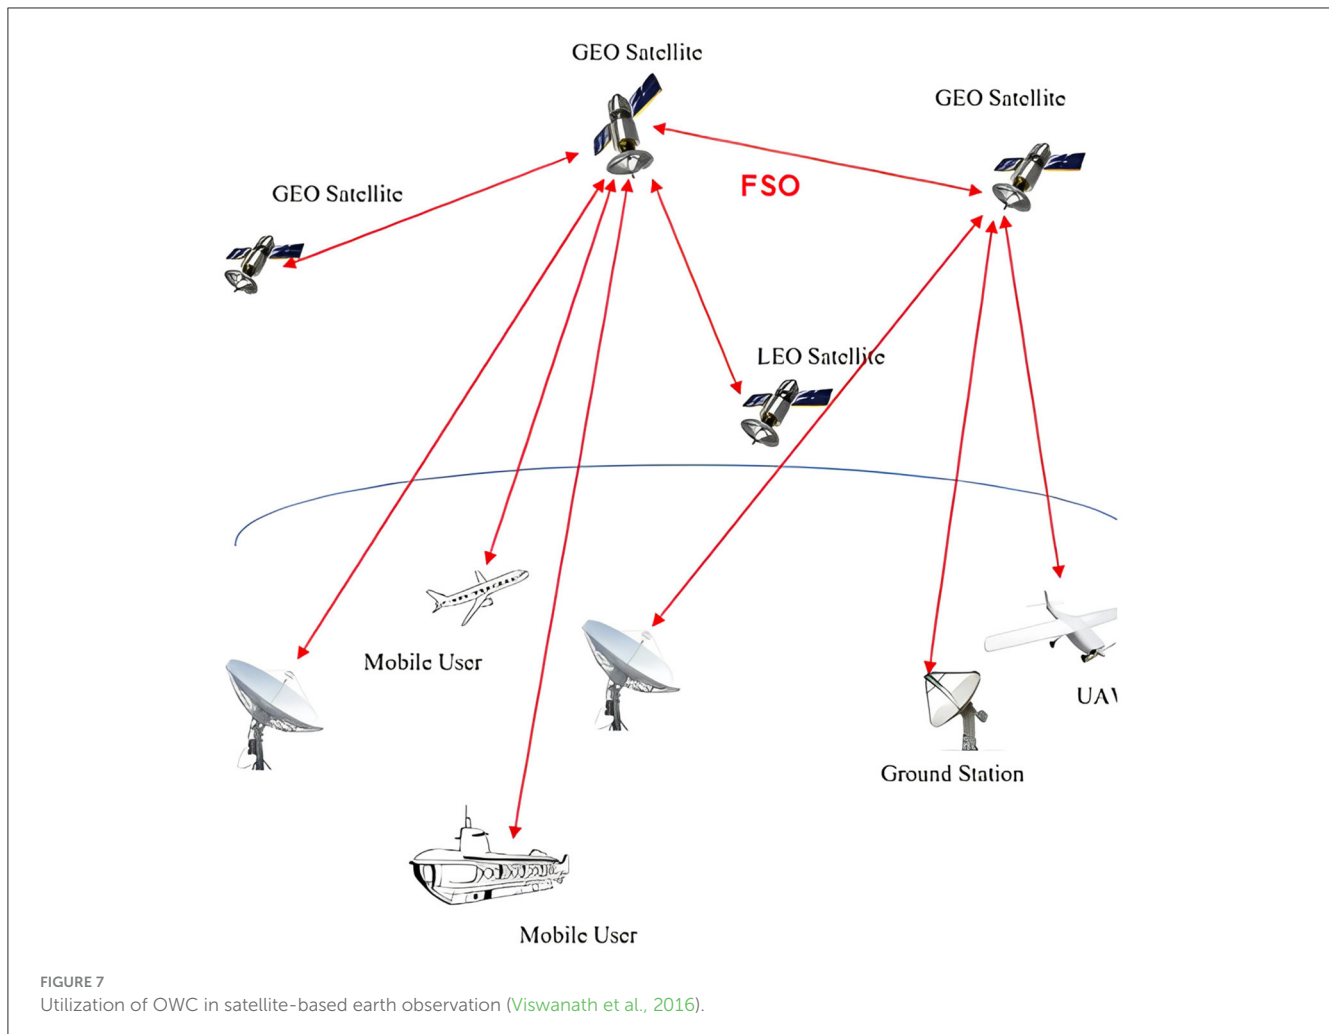 GEO Satellite
GEO Satellite
FSO
GEO Satellite
LEO Satellite
Mobile User
UAV
Ground Station
Mobile User
FIGURE 7
Utilization of OWC in satellite-based earth observation (Viswanath et al., 2016).